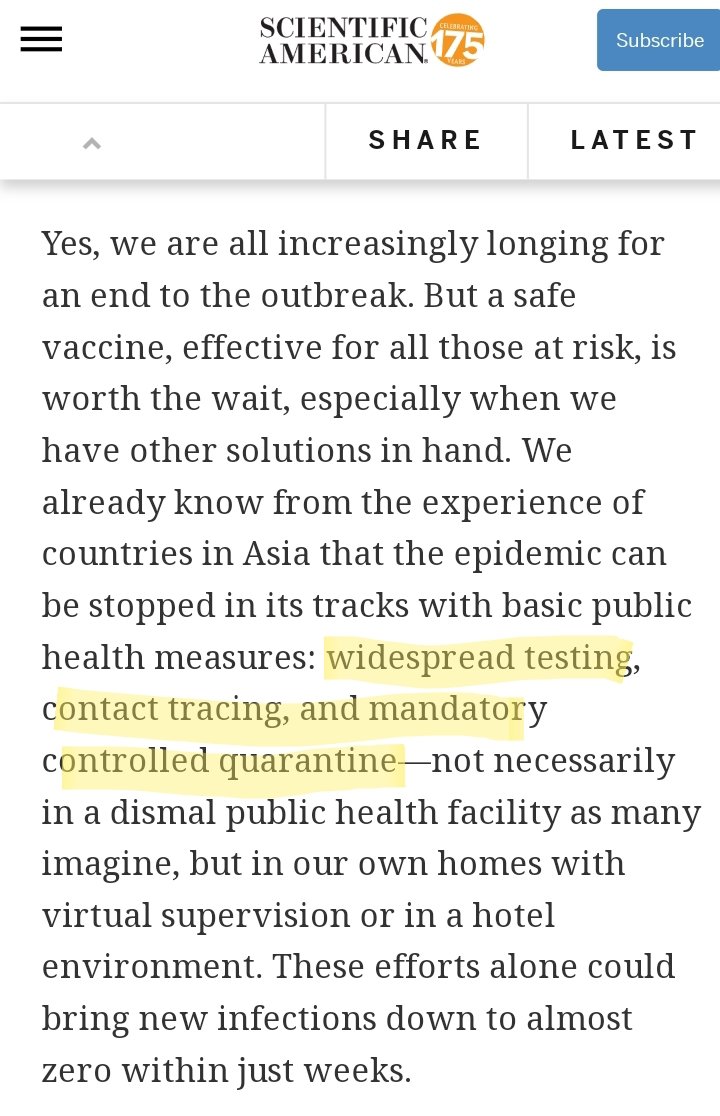 SCIENTIFIC
AMERICAN
CELEBRATING
175
YEARS
Subscribe
SHARE
LATEST
Yes, we are all increasingly longing for
an end to the outbreak. But a safe
vaccine, effective for all those at risk, is
worth the wait, especially when we
have other solutions in hand. We
already know from the experience of
countries in Asia that the epidemic can
be stopped in its tracks with basic public
health measures: widespread testing,
contact tracing, and mandatory
controlled quarantine—not necessarily
in a dismal public health facility as many
imagine, but in our own homes with
virtual supervision or in a hotel
environment. These efforts alone could
bring new infections down to almost
zero within just weeks.